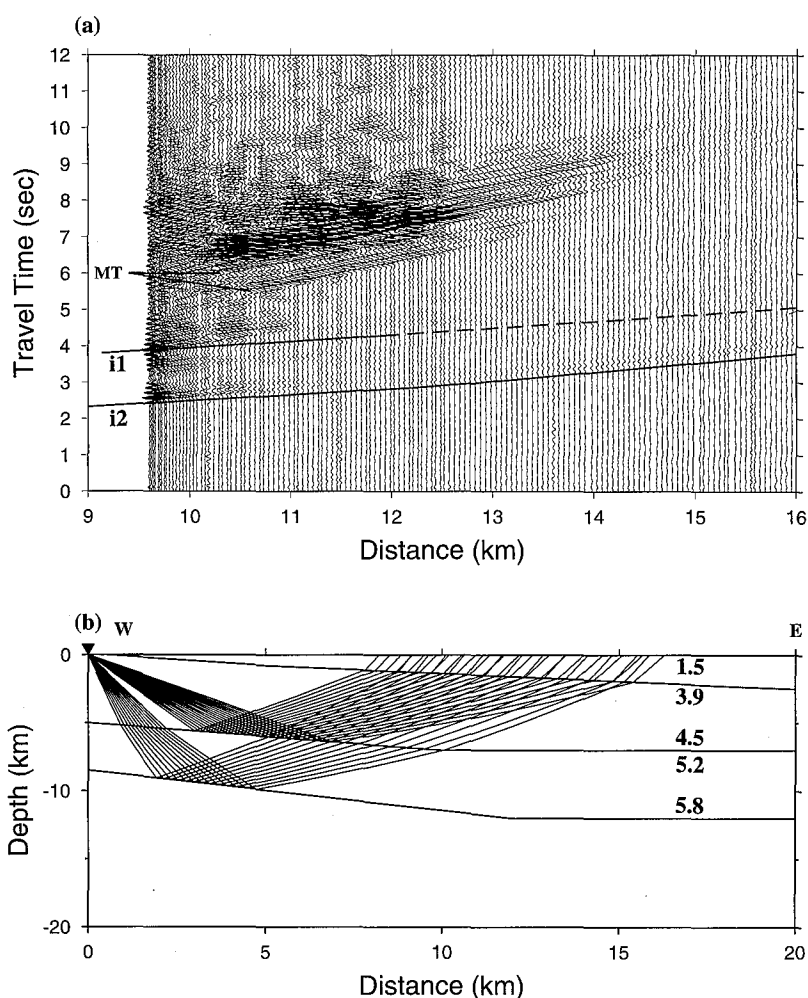 (a)
12
11
10
9
8
7
6
5
4
3
2
1
0
Travel Time (sec)
MT
i1
i2
9 10 11 12 13 14 15 16
Distance (km)
(b) W E
0
-10
-20
Depth (km)
1.5
3.9
4.5
5.2
5.8
0 5 10 15 20
Distance (km)